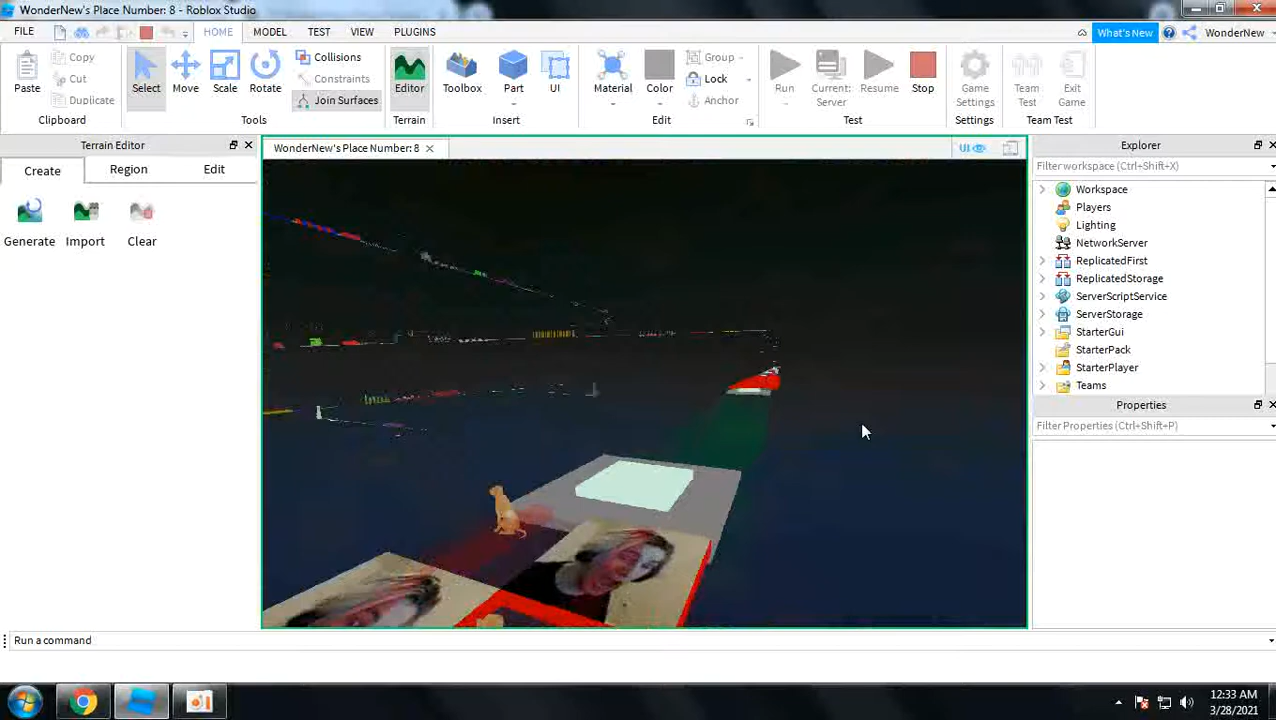 WonderNew's Place Number: 8 - Roblox Studio
FILE HOME MODEL TEST VIEW PLUGINS What's New WonderNew
Paste Copy Cut Duplicate Clipboard
Select Move Scale Rotate Collisions Constraints Join Surfaces Tools
Editor Terrain
Toolbox Part UI Insert
Material Color Group Lock Anchor Edit
Run Current: Server Resume Stop Test
Game Settings Settings
Team Test Exit Game Team Test
Terrain Editor
Create Region Edit
Generate Import Clear
WonderNew's Place Number: 8
UI
Explorer
Filter workspace (Ctrl+Shift+X)
Workspace
Players
Lighting
NetworkServer
ReplicatedFirst
ReplicatedStorage
ServerScriptService
ServerStorage
StarterGui
StarterPack
StarterPlayer
Teams
Properties
Filter Properties (Ctrl+Shift+P)
Run a command
12:33 AM
3/28/2021